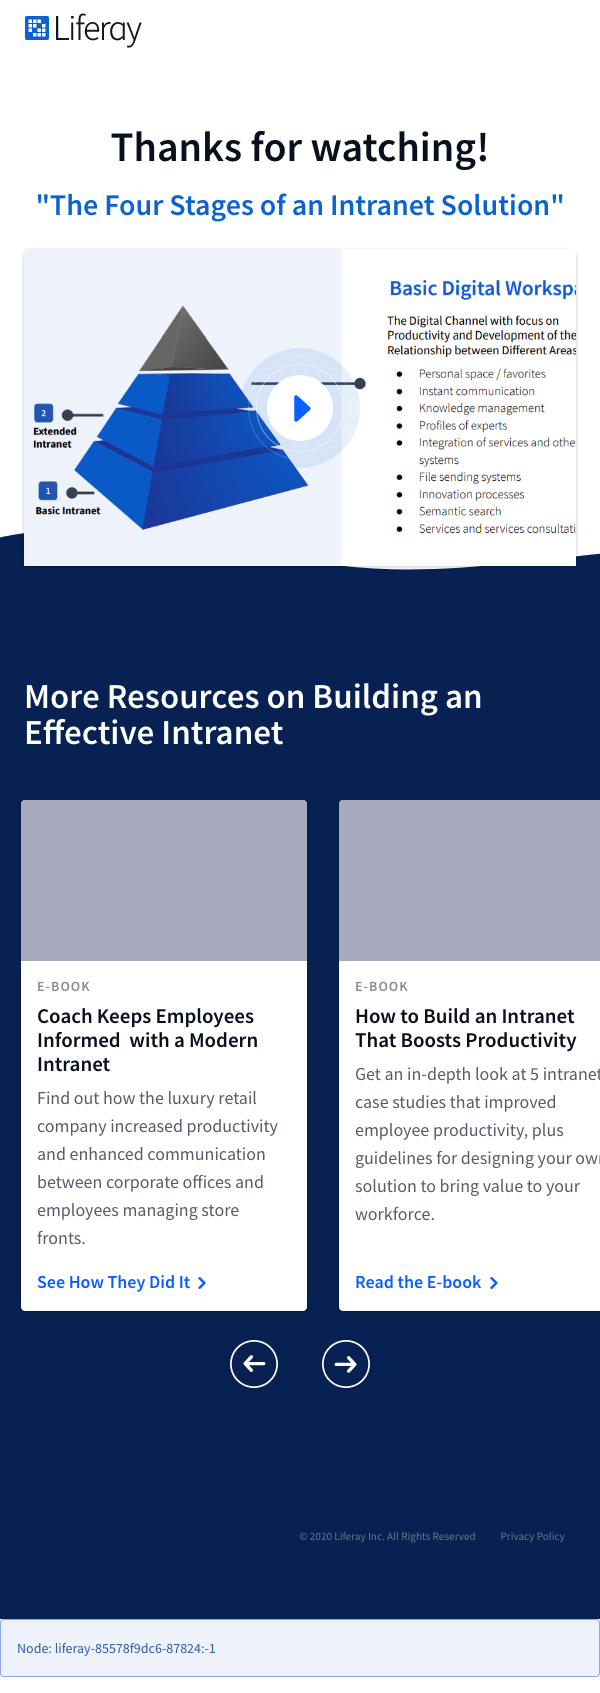 Liferay
Thanks for watching!
"The Four Stages of an Intranet Solution"
Basic Digital Workspa
The Digital Channel with focus on
Productivity and Development of the
Relationship between Different Areas
● Personal space / favorites
● Instant communication
● Knowledge management
● Profiles of experts
● Integration of services and othe
systems
● File sending systems
● Innovation processes
● Semantic search
● Services and services consultati
2
Extended
Intranet
1
Basic Intranet
More Resources on Building an
Effective Intranet
E-BOOK
Coach Keeps Employees
Informed  with a Modern
Intranet
Find out how the luxury retail
company increased productivity
and enhanced communication
between corporate offices and
employees managing store
fronts.
See How They Did It
E-BOOK
How to Build an Intranet
That Boosts Productivity
Get an in-depth look at 5 intranet
case studies that improved
employee productivity, plus
guidelines for designing your own
solution to bring value to your
workforce.
Read the E-book
© 2020 Liferay Inc. All Rights Reserved Privacy Policy
Node: liferay-85578f9dc6-87824:-1